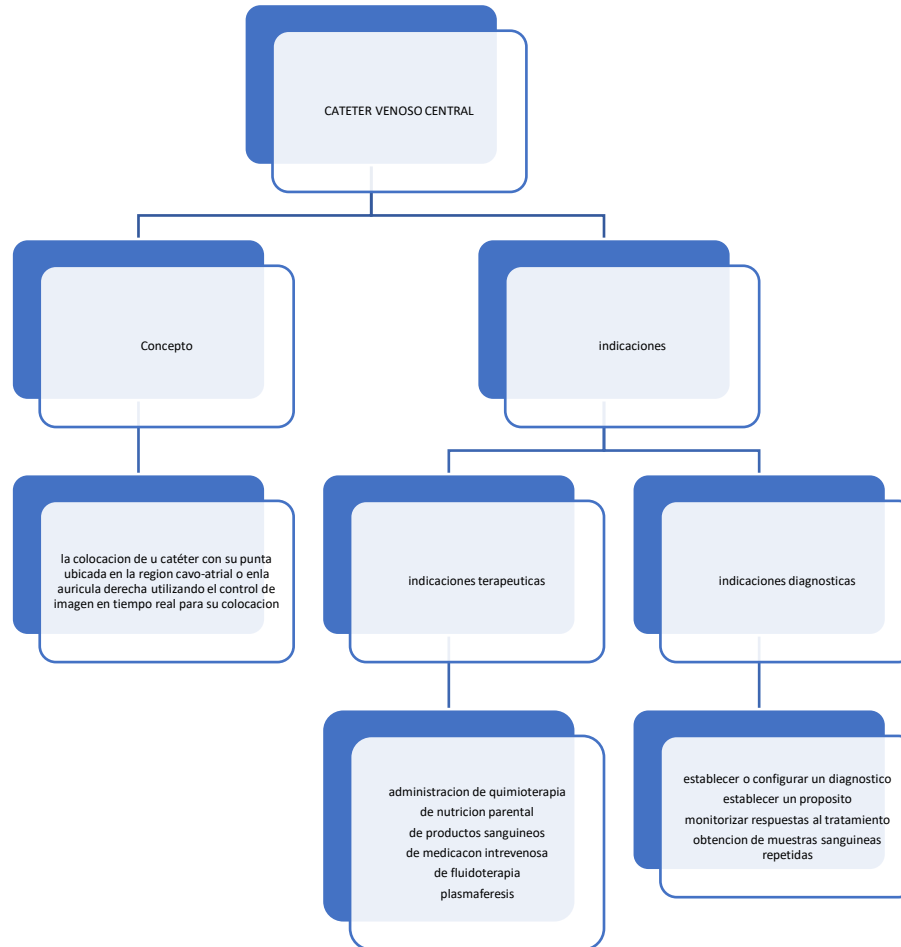 CATETER VENOSO CENTRAL
Concepto
indicaciones
la colocacion de u catéter con su punta
ubicada en la region cavo-atrial o enla
auricula derecha utilizando el control de
imagen en tiempo real para su colocacion
indicaciones terapeuticas
indicaciones diagnosticas
administracion de quimioterapia
de nutricion parental
de productos sanguineos
de medicacon intrevenosa
de fluidoterapia
plasmaferesis
establecer o configurar un diagnostico
establecer un proposito
monitorizar respuestas al tratamiento
obtencion de muestras sanguineas
repetidas